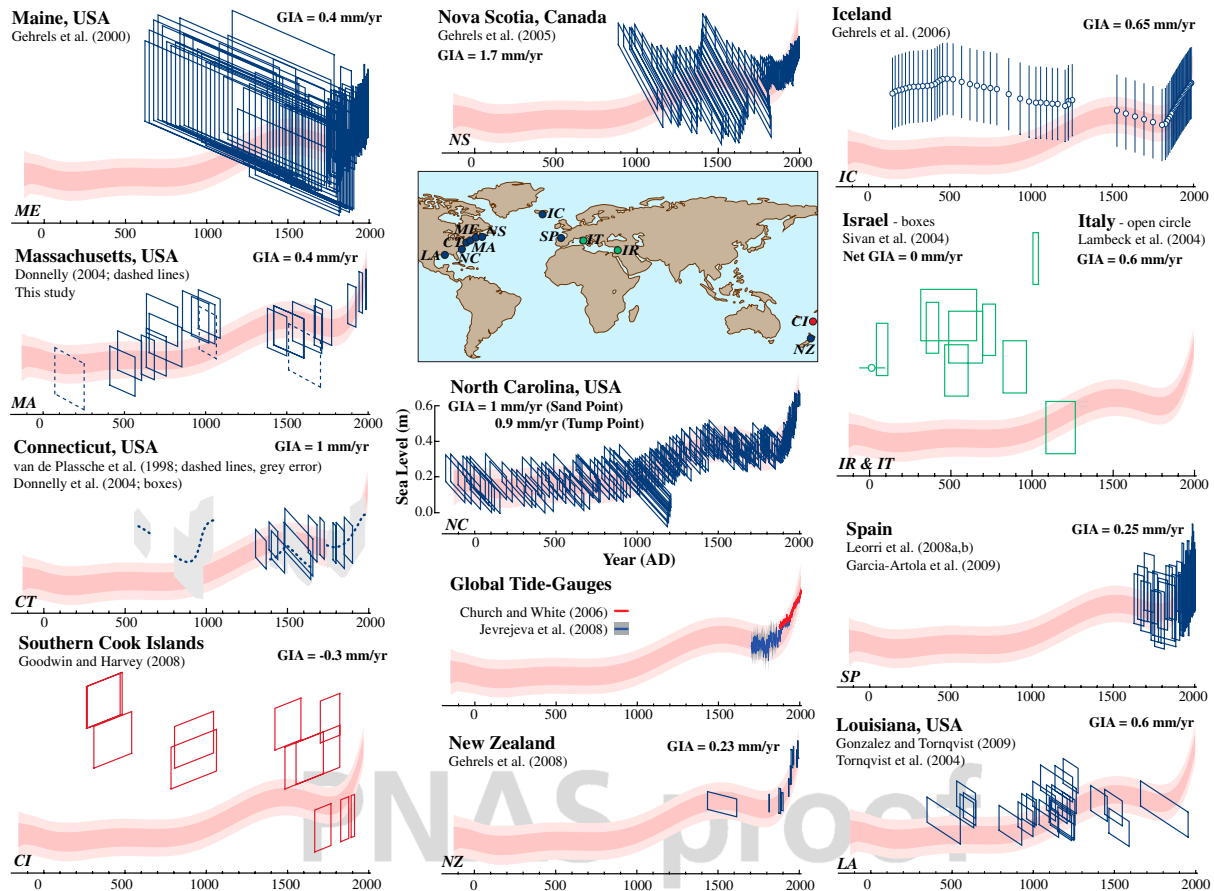 Maine, USA
GIA = 0.4 mm/yr
Gehrels et al. (2000)
ME
0 500 1000 1500 2000
Nova Scotia, Canada
Gehrels et al. (2005)
GIA = 1.7 mm/yr
NS
0 500 1000 1500 2000
Iceland
Gehrels et al. (2006)
GIA = 0.65 mm/yr
IC
0 500 1000 1500 2000
Massachusetts, USA
Donnelly (2004; dashed lines)
This study
GIA = 0.4 mm/yr
MA
0 500 1000 1500 2000
IC
ME
NS
CT
MA
NC
LA
SP
IT
IR
CI
NZ
Israel - boxes
Sivan et al. (2004)
Net GIA = 0 mm/yr
Italy - open circle
Lambeck et al. (2004)
GIA = 0.6 mm/yr
IR & IT
0 500 1000 1500 2000
Connecticut, USA
GIA = 1 mm/yr
van de Plassche et al. (1998; dashed lines, grey error)
Donnelly et al. (2004; boxes)
CT
0 500 1000 1500 2000
North Carolina, USA
GIA = 1 mm/yr (Sand Point)
0.9 mm/yr (Tump Point)
Sea Level (m)
0.6
0.4
0.2
0.0
NC
0 500 1000 1500 2000
Year (AD)
Spain
Leorri et al. (2008a,b)
Garcia-Artola et al. (2009)
GIA = 0.25 mm/yr
SP
0 500 1000 1500 2000
Southern Cook Islands
Goodwin and Harvey (2008)
GIA = -0.3 mm/yr
CI
0 500 1000 1500 2000
Global Tide-Gauges
Church and White (2006)
Jevrejeva et al. (2008)
0 500 1000 1500 2000
New Zealand
Gehrels et al. (2008)
GIA = 0.23 mm/yr
NZ
0 500 1000 1500 2000
Louisiana, USA
Gonzalez and Tornqvist (2009)
Tornqvist et al. (2004)
GIA = 0.6 mm/yr
LA
0 500 1000 1500 2000
PNAS proof